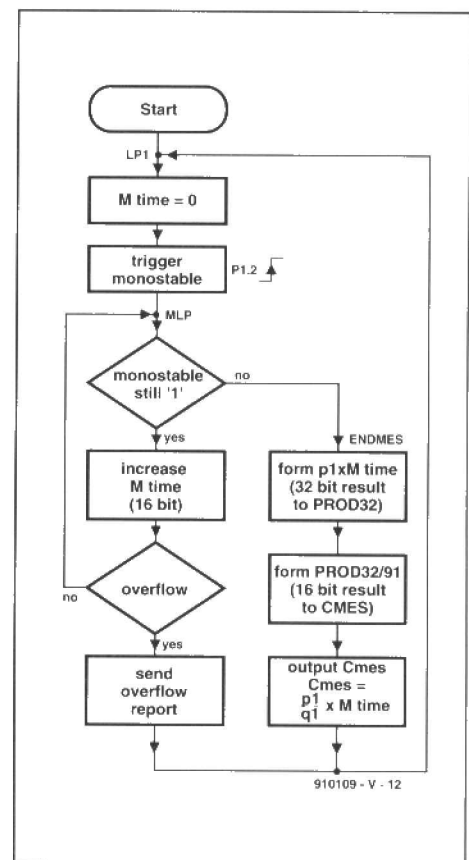 Start
LP1
M time = 0
trigger
monostable
P1.2
MLP
monostable
still '1'
no
yes
ENDMES
increase
M time
(16 bit)
form p1xM time
(32 bit result
to PROD32)
overflow
no
yes
form PROD32/91
(16 bit result
to CMES)
send
overflow
report
output Cmes
Cmes =
p1
q1 x M time
910109 - V - 12